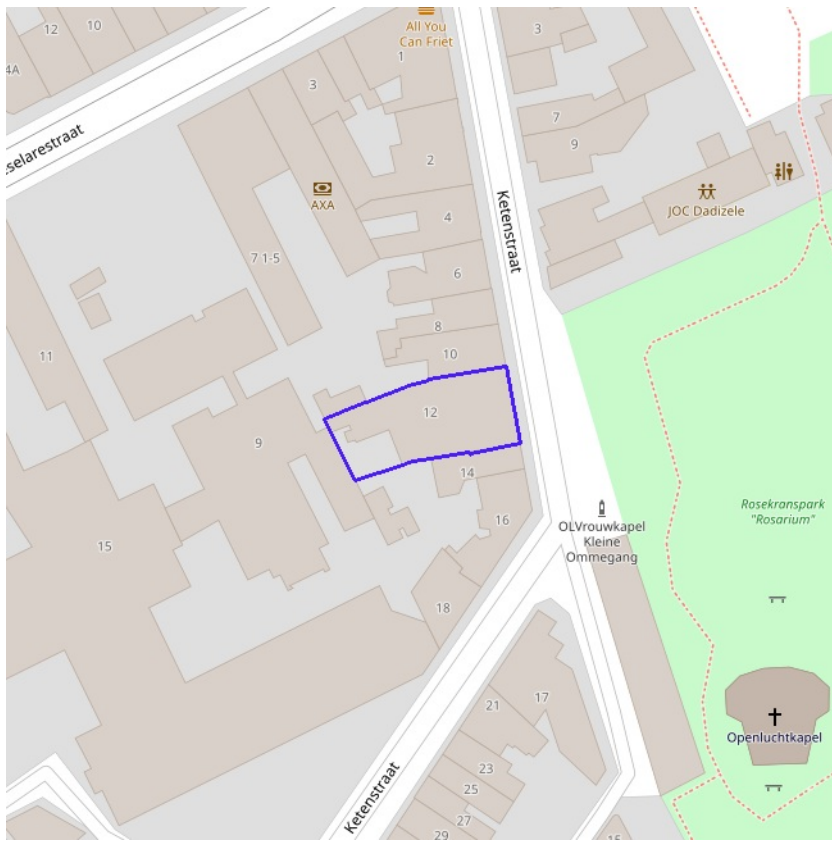 12
10
All You
Can Friet
3
4A
1
3
7
9
2
selarestraat
AXA
JOC Dadizele
Ketenstraat
4
7 1-5
6
8
11
10
12
9
14
Rosekranspark
"Rosarium"
16
OLVrouwkapel
Kleine
Ommegang
15
18
21
17
Openluchtkapel
23
25
Ketenstraat
27
29
15